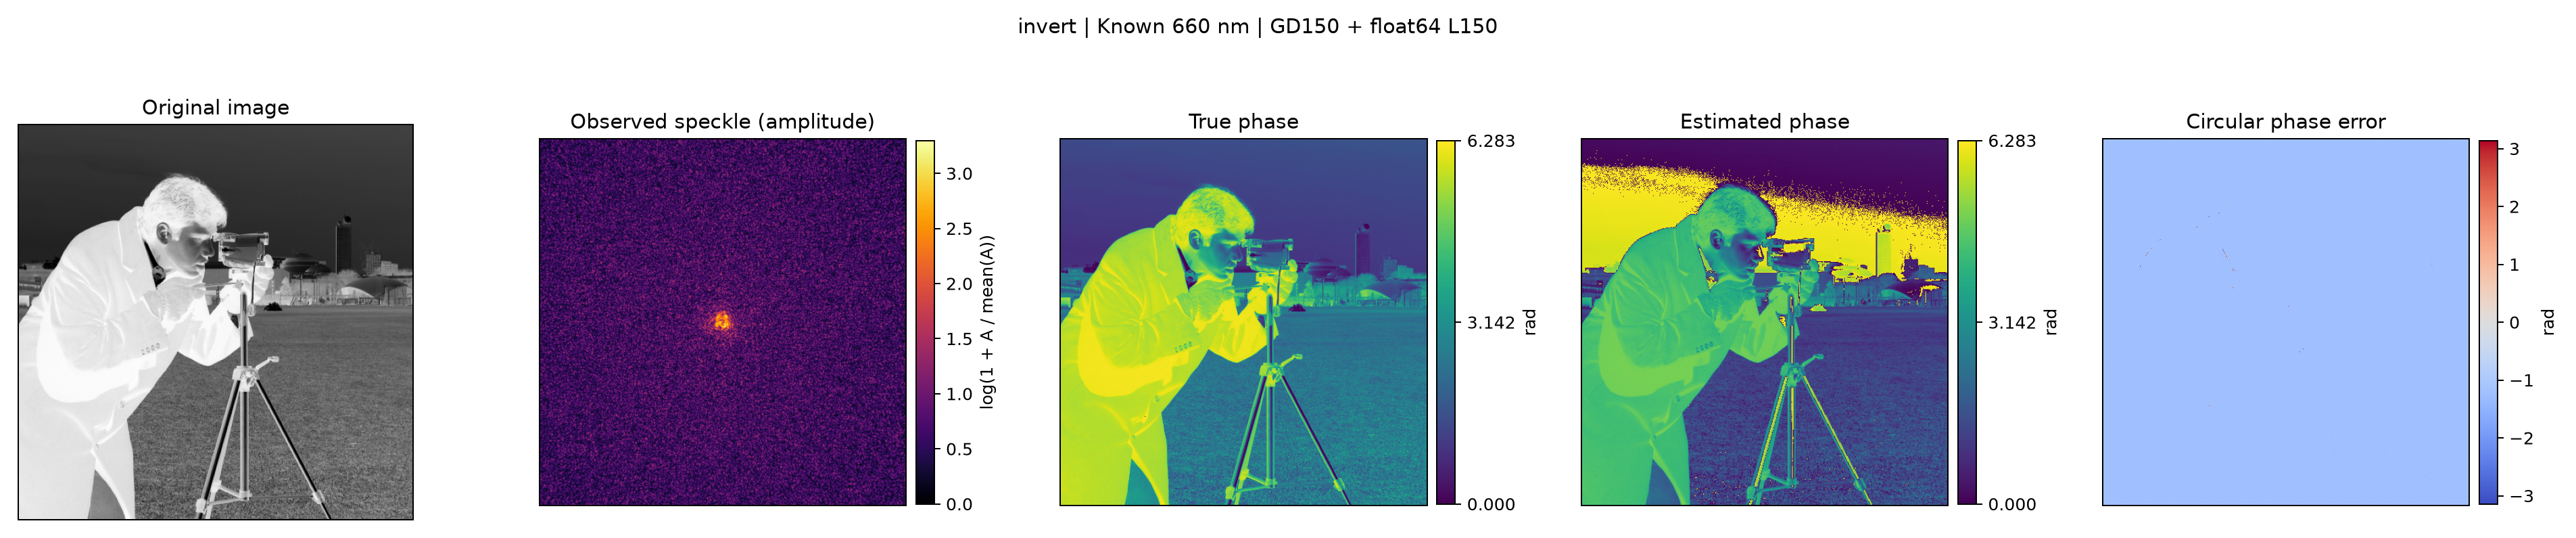 invert | Known 660 nm | GD150 + float64 L150
Original image
Observed speckle (amplitude)
3.0
2.5
2.0
1.5
1.0
0.5
0.0
log(1 + A / mean(A))
True phase
6.283
3.142
0.000
rad
Estimated phase
6.283
3.142
0.000
rad
Circular phase error
3
2
1
0
−1
−2
−3
rad